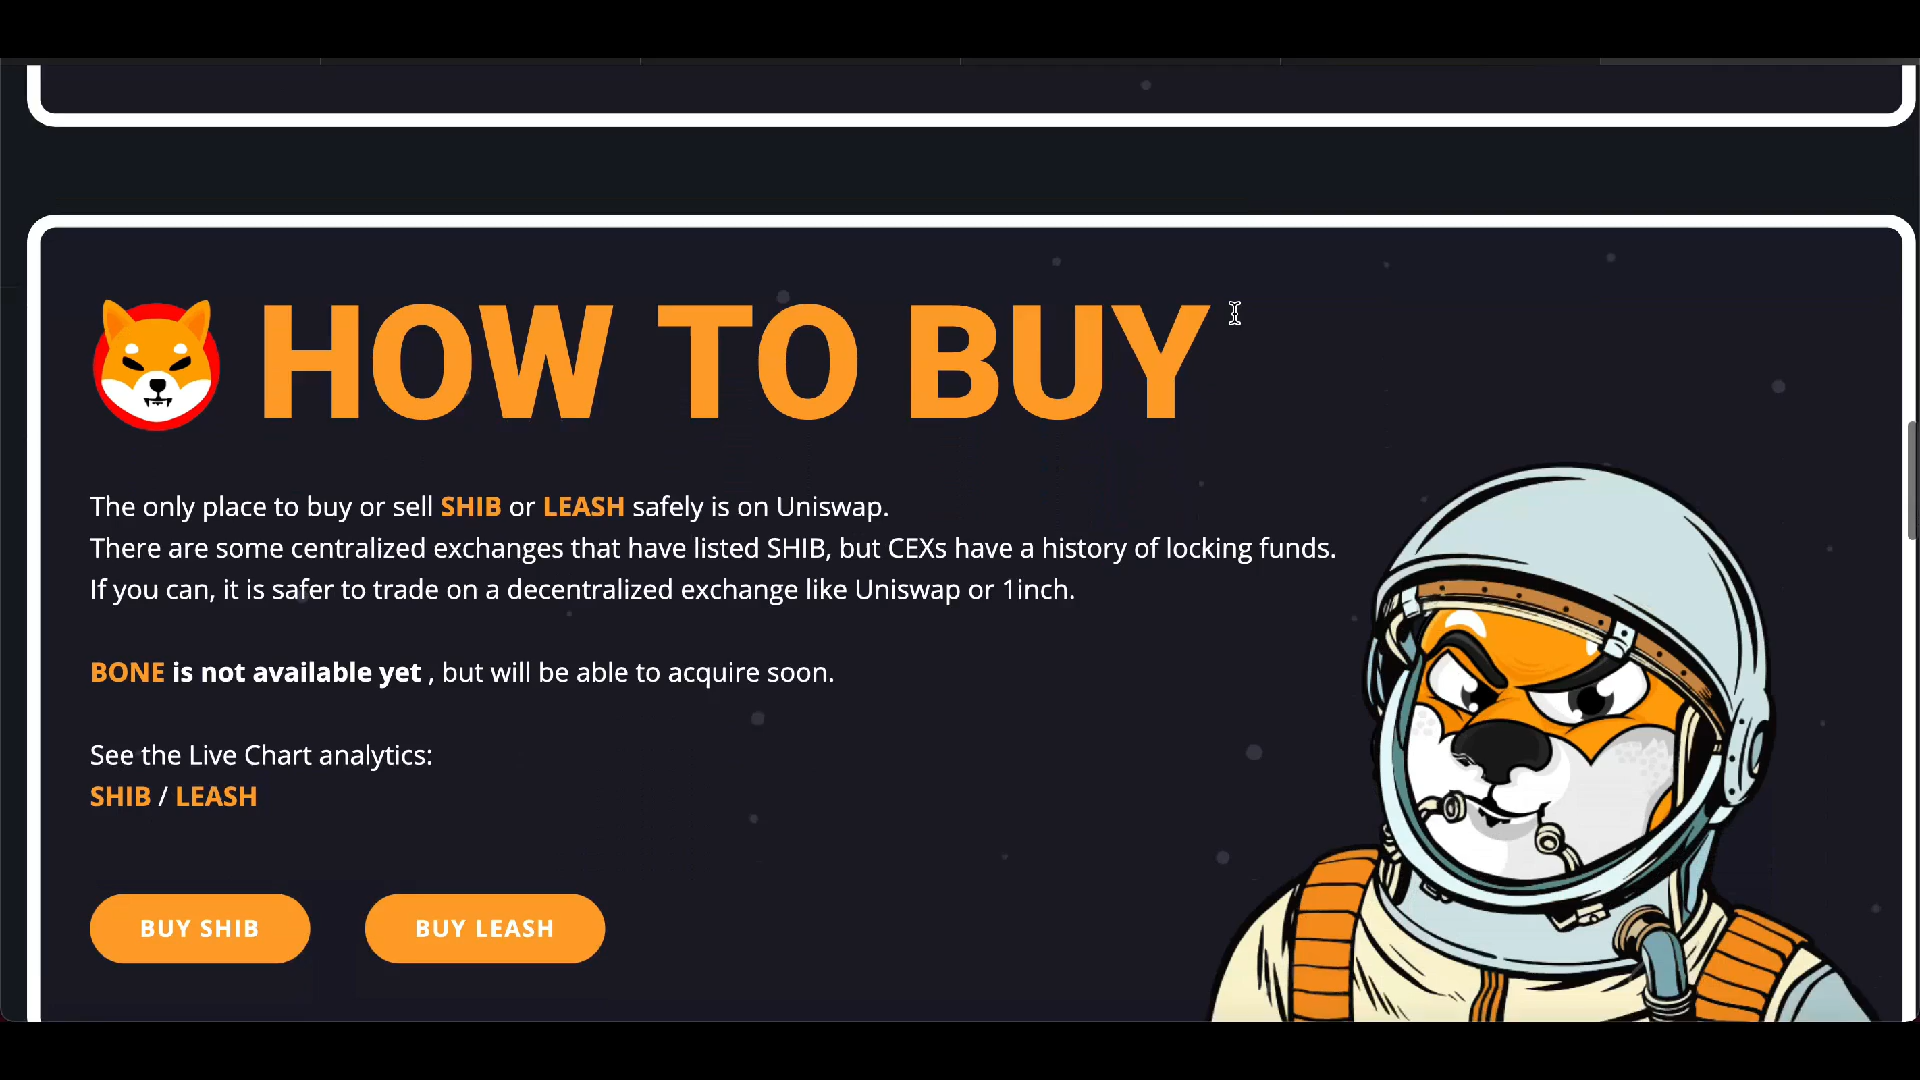 HOW TO BUY
The only place to buy or sell SHIB or LEASH safely is on Uniswap.
There are some centralized exchanges that have listed SHIB, but CEXs have a history of locking funds.
If you can, it is safer to trade on a decentralized exchange like Uniswap or 1inch.
BONE is not available yet , but will be able to acquire soon.
See the Live Chart analytics:
SHIB / LEASH
BUY SHIB
BUY LEASH